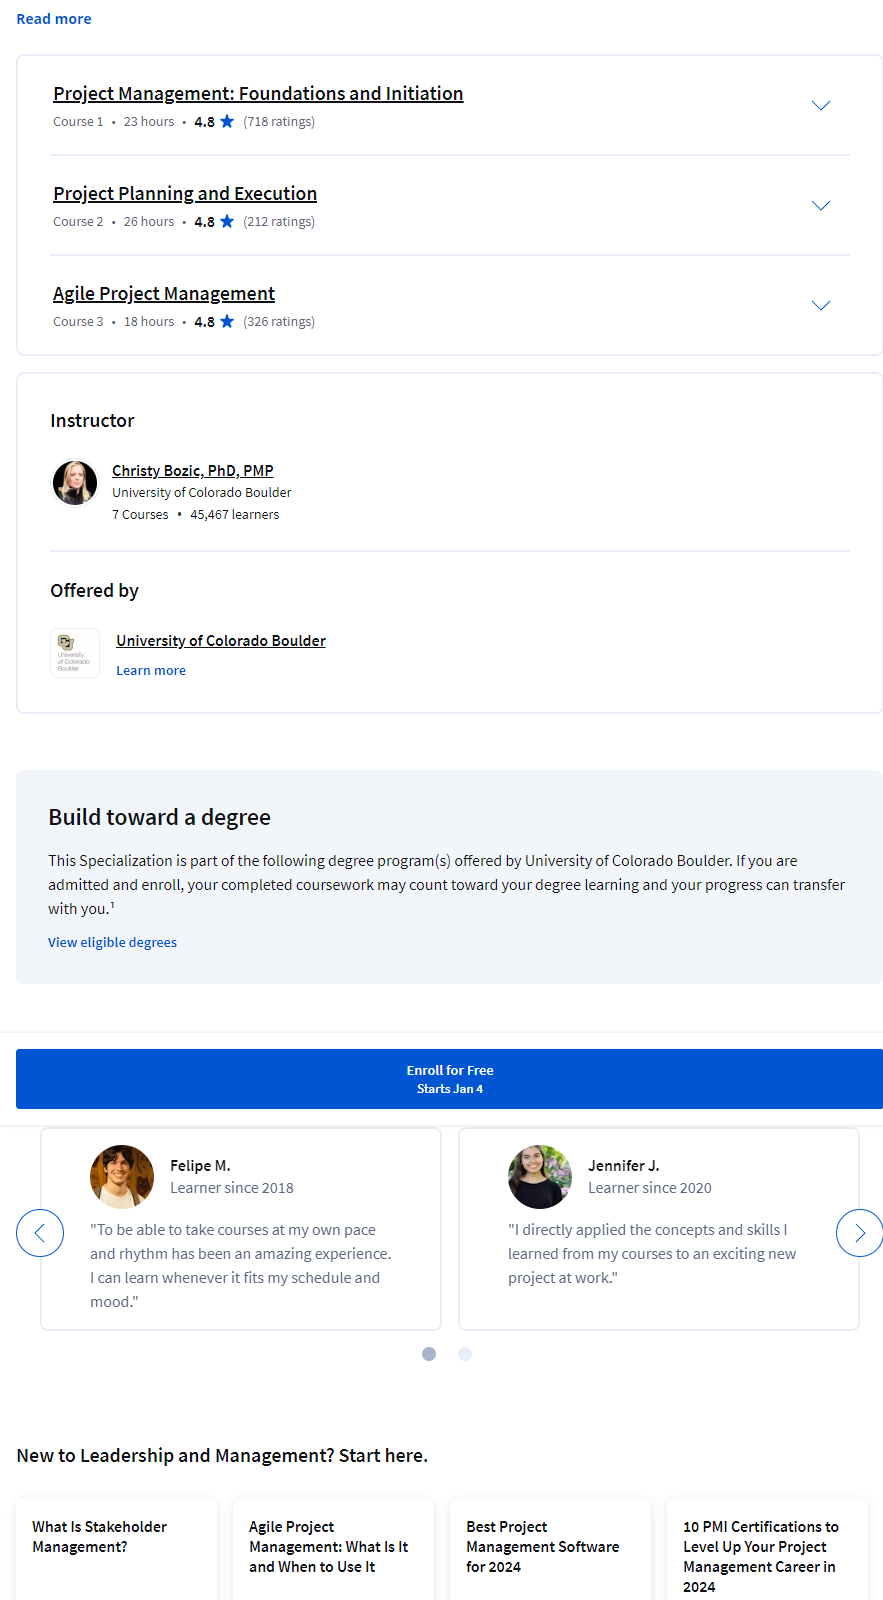 Read more
Project Management: Foundations and Initiation
Course 1 • 23 hours • 4.8 ★ (718 ratings)
Project Planning and Execution
Course 2 • 26 hours • 4.8 ★ (212 ratings)
Agile Project Management
Course 3 • 18 hours • 4.8 ★ (326 ratings)
Instructor
Christy Bozic, PhD, PMP
University of Colorado Boulder
7 Courses • 45,467 learners
Offered by
University
of Colorado
Boulder
University of Colorado Boulder
Learn more
Build toward a degree
This Specialization is part of the following degree program(s) offered by University of Colorado Boulder. If you are
admitted and enroll, your completed coursework may count toward your degree learning and your progress can transfer
with you.¹
View eligible degrees
Enroll for Free
Starts Jan 4
Felipe M.
Learner since 2018
"To be able to take courses at my own pace
and rhythm has been an amazing experience.
I can learn whenever it fits my schedule and
mood."
Jennifer J.
Learner since 2020
"I directly applied the concepts and skills I
learned from my courses to an exciting new
project at work."
New to Leadership and Management? Start here.
What Is Stakeholder
Management?
Agile Project
Management: What Is It
and When to Use It
Best Project
Management Software
for 2024
10 PMI Certifications to
Level Up Your Project
Management Career in
2024